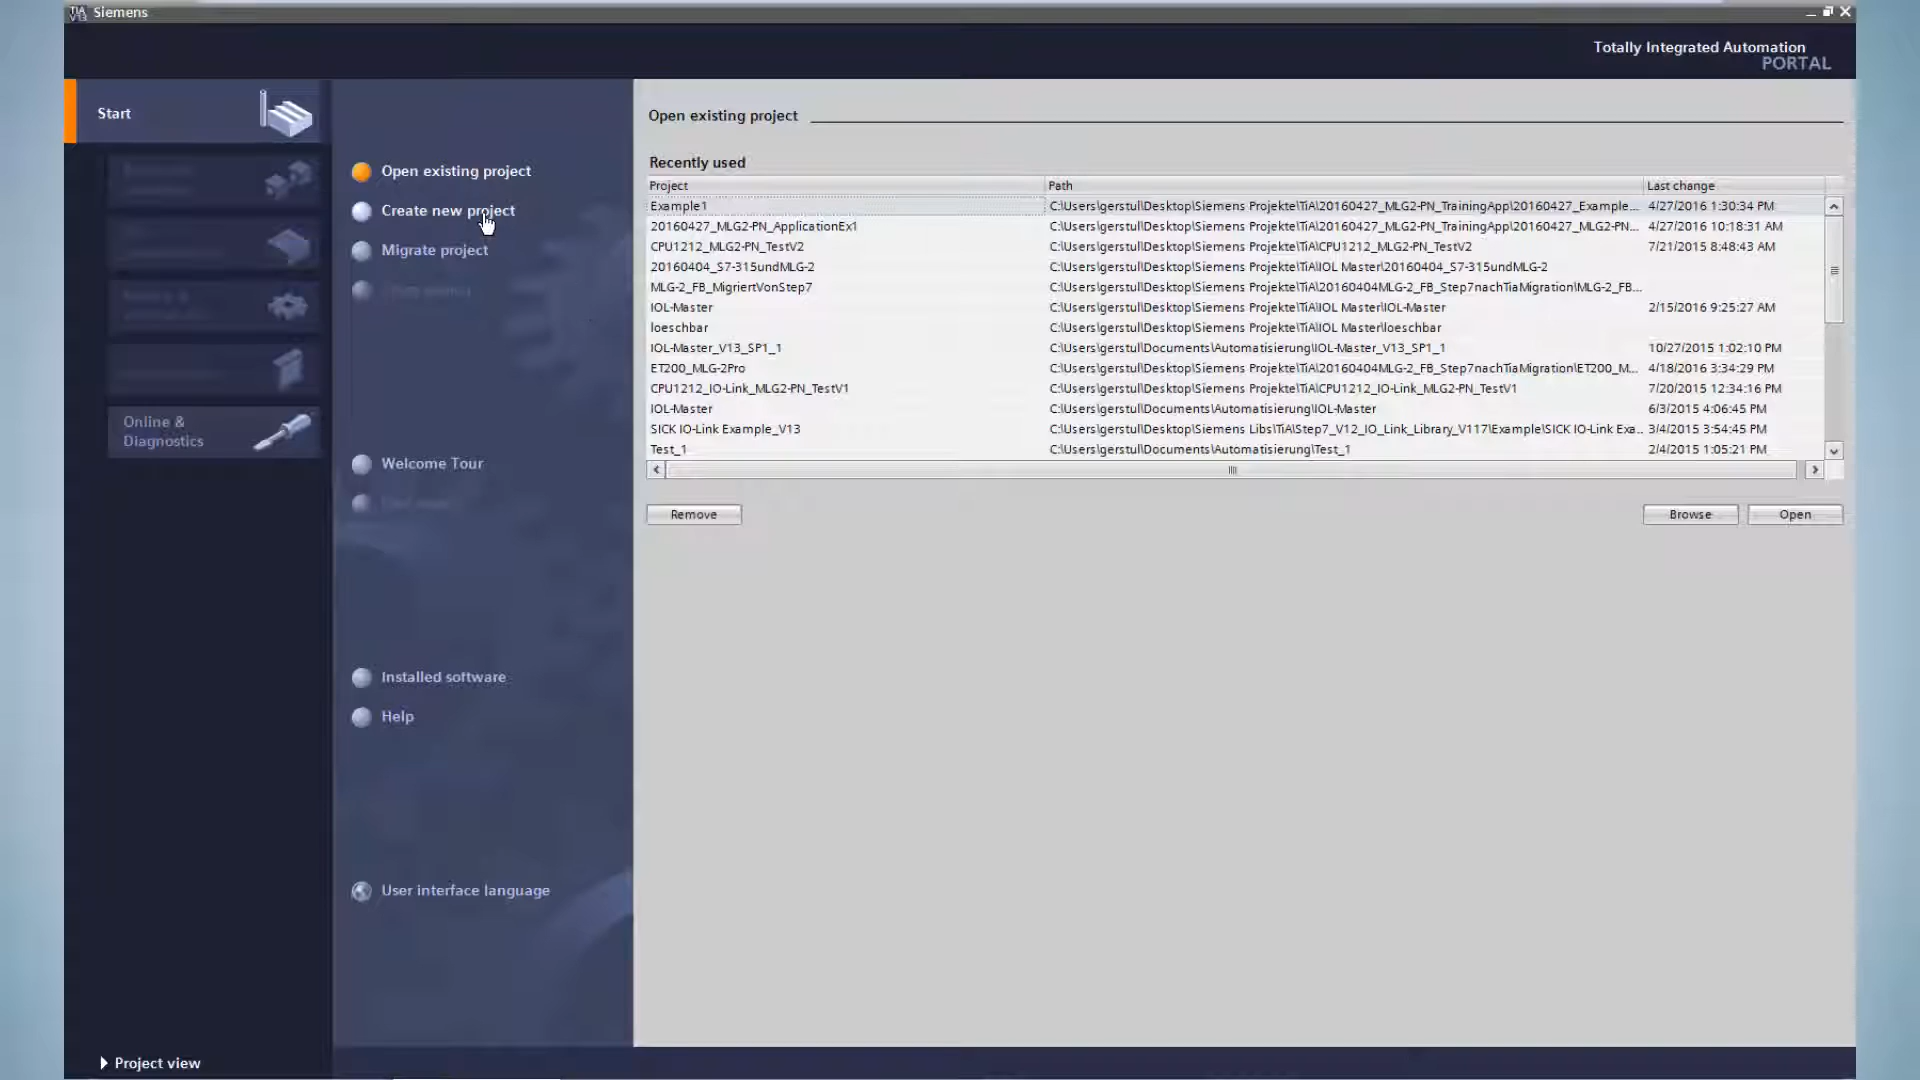 TIA
V13
Siemens
Totally Integrated Automation
PORTAL
Start
Online &
Diagnostics
Open existing project
Create new project
Migrate project
Welcome Tour
Installed software
Help
User interface language
Open existing project
Recently used
Project Path Last change
Example1 C:\Users\gerstul\Desktop\Siemens Projekte\TiA\20160427_MLG2-PN_TrainingApp\20160427_Example... 4/27/2016 1:30:34 PM
20160427_MLG2-PN_ApplicationEx1 C:\Users\gerstul\Desktop\Siemens Projekte\TiA\20160427_MLG2-PN_TrainingApp\20160427_MLG2-PN... 4/27/2016 10:18:31 AM
CPU1212_MLG2-PN_TestV2 C:\Users\gerstul\Desktop\Siemens Projekte\TiA\CPU1212_MLG2-PN_TestV2 7/21/2015 8:48:43 AM
20160404_S7-315undMLG-2 C:\Users\gerstul\Desktop\Siemens Projekte\TiA\IOL Master\20160404_S7-315undMLG-2
MLG-2_FB_MigriertVonStep7 C:\Users\gerstul\Desktop\Siemens Projekte\TiA\20160404MLG-2_FB_Step7nachTiaMigration\MLG-2_FB...
IOL-Master C:\Users\gerstul\Desktop\Siemens Projekte\TiA\IOL Master\IOL-Master 2/15/2016 9:25:27 AM
loeschbar C:\Users\gerstul\Desktop\Siemens Projekte\TiA\IOL Master\loeschbar
IOL-Master_V13_SP1_1 C:\Users\gerstul\Documents\Automatisierung\IOL-Master_V13_SP1_1 10/27/2015 1:02:10 PM
ET200_MLG-2Pro C:\Users\gerstul\Desktop\Siemens Projekte\TiA\20160404MLG-2_FB_Step7nachTiaMigration\ET200_M... 4/18/2016 3:34:29 PM
CPU1212_IO-Link_MLG2-PN_TestV1 C:\Users\gerstul\Desktop\Siemens Projekte\TiA\CPU1212_IO-Link_MLG2-PN_TestV1 7/20/2015 12:34:16 PM
IOL-Master C:\Users\gerstul\Documents\Automatisierung\IOL-Master 6/3/2015 4:06:45 PM
SICK IO-Link Example_V13 C:\Users\gerstul\Desktop\Siemens Libs\TiA\Step7_V12_IO_Link_Library_V117\Example\SICK IO-Link Exa... 3/4/2015 3:54:45 PM
Test_1 C:\Users\gerstul\Documents\Automatisierung\Test_1 2/4/2015 1:05:21 PM
Remove Browse Open
Project view